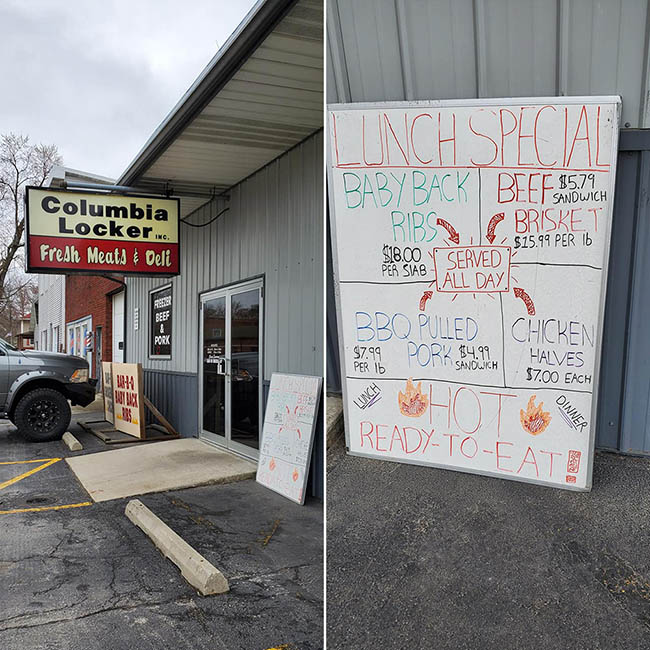 Columbia
Locker INC.
Fresh Meats & Deli
FREEZER
BEEF
&
PORK
BAR-B-Q
BABY BACK
RIBS
LUNCH SPECIAL
BABY BACK
RIBS
$18.00
PER SLAB
BEEF $5.79
SANDWICH
BRISKET
$15.99 PER lb
SERVED
ALL DAY
BBQ PULLED
PORK
$7.99
PER lb
$4.99
SANDWICH
CHICKEN
HALVES
$7.00 EACH
LUNCH
HOT
DINNER
READY-TO-EAT